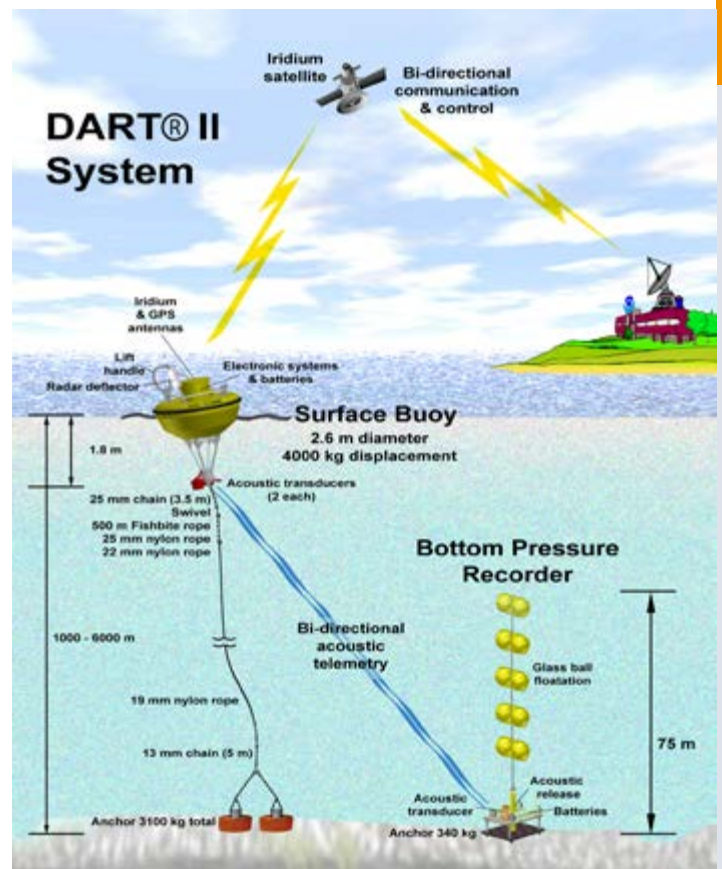 Iridium
satellite
Bi-directional
communication
& control
DART® II
System
Iridium
& GPS
antennas
Lift
handle
Radar deflector
Electronic systems
& batteries
Surface Buoy
2.6 m diameter
4000 kg displacement
1.8 m
Acoustic transducers
(2 each)
25 mm chain (3.5 m)
Swivel
500 m Fishbite rope
25 mm nylon rope
22 mm nylon rope
Bottom Pressure
Recorder
1000 - 6000 m
Bi-directional
acoustic
telemetry
Glass ball
floatation
19 mm nylon rope
75 m
13 mm chain (5 m)
Acoustic
release
Acoustic
transducer
Batteries
Anchor 3100 kg total
Anchor 340 kg